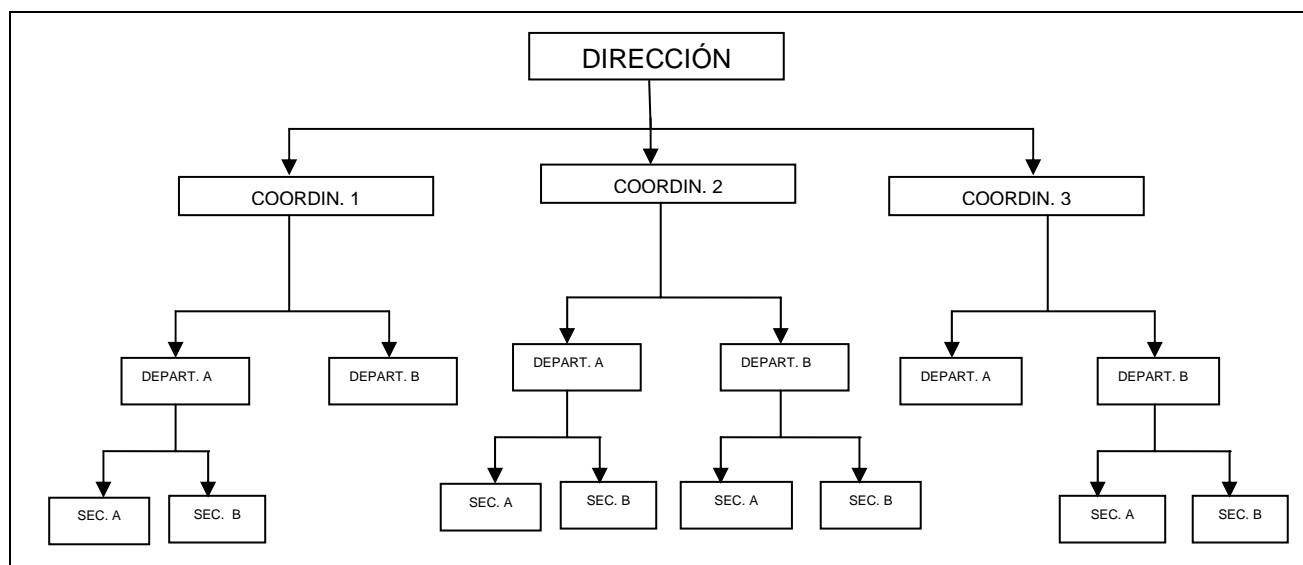 DIRECCIÓN
COORDIN. 1
COORDIN. 2
COORDIN. 3
DEPART. A
DEPART. B
DEPART. A
DEPART. B
DEPART. A
DEPART. B
SEC. A
SEC. B
SEC. A
SEC. B
SEC. A
SEC. B
SEC. A
SEC. B